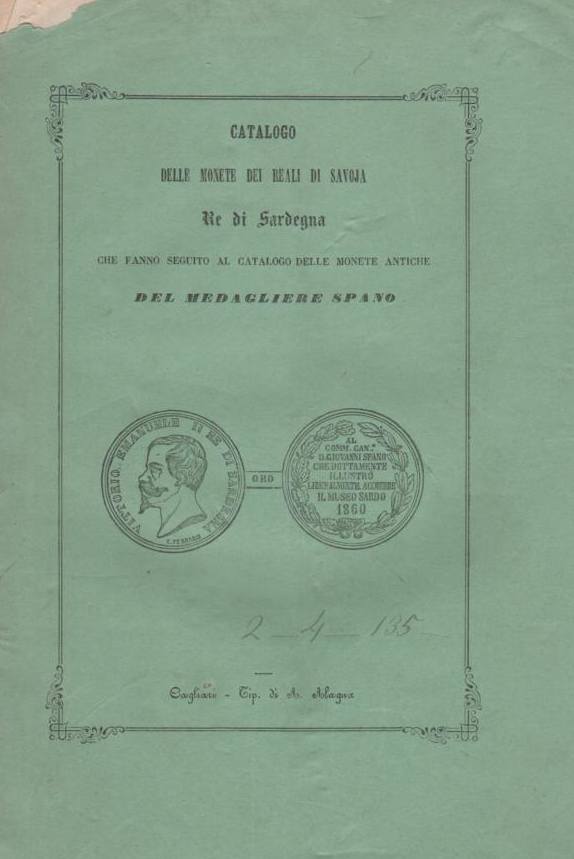 CATALOGO
DELLE MONETE DEI REALI DI SAVOJA
Re di Sardegna
CHE FANNO SEGUITO AL CATALOGO DELLE MONETE ANTICHE
DEL MEDAGLIERE SPANO
VITTORIO EMANUELE II RE DI SARDEGNA
F. FERRARIS
ORO
AL
COMM. CAN.º
D. GIOVANNI SPANO
CHE DOTTAMENTE
ILLUSTRÒ
LIBERALMENTE ACCREBBE
IL MUSEO SARDO
1860
2 — 4 — 135
Cagliari - Tip. di A. Alagna